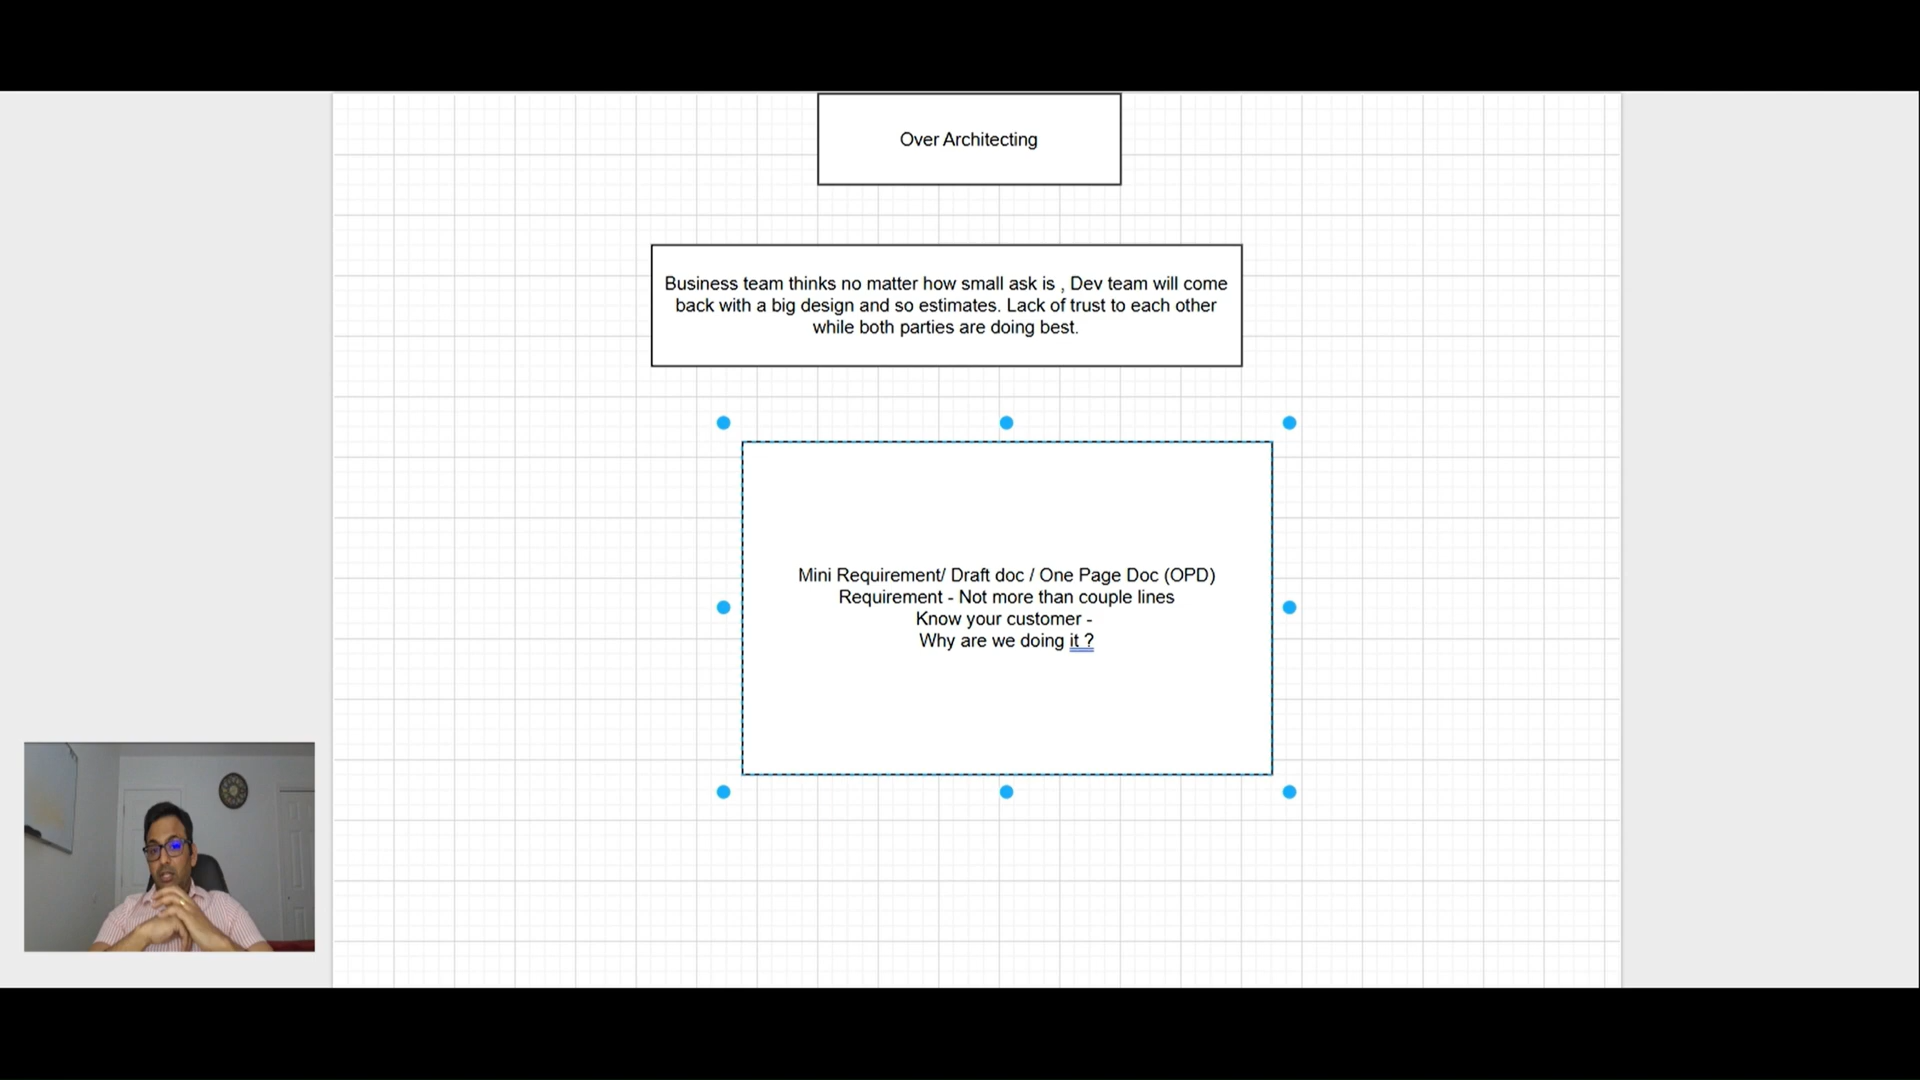 Over Architecting
Business team thinks no matter how small ask is , Dev team will come
back with a big design and so estimates. Lack of trust to each other
while both parties are doing best.
Mini Requirement/ Draft doc / One Page Doc (OPD)
Requirement - Not more than couple lines
Know your customer -
Why are we doing it ?